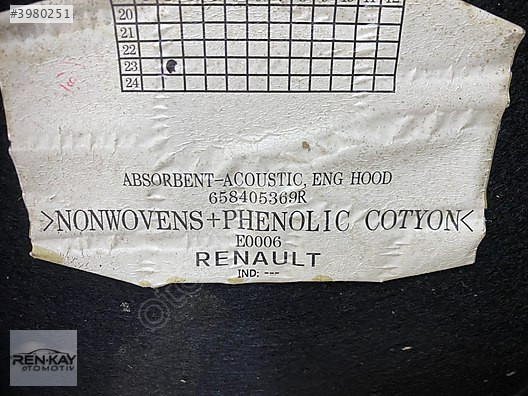 #3980251
20
21
22
23
24
ABSORBENT-ACOUSTIC, ENG HOOD
658405369R
>NONWOVENS+PHENOLIC COTYON<
E0006
RENAULT
IND: ---
REN-KAY
OTOMOTİV